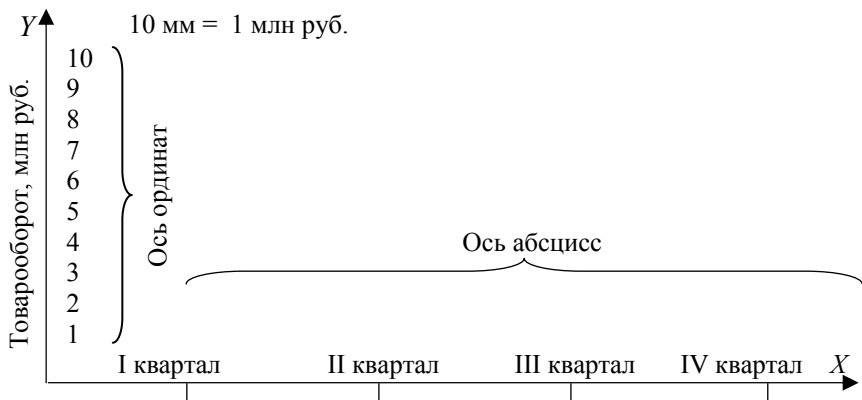 Y
10 мм = 1 млн руб.
Товарооборот, млн руб.
10
9
8
7
6
5
4
3
2
1
Ось ординат
Ось абсцисс
I квартал
II квартал
III квартал
IV квартал
X